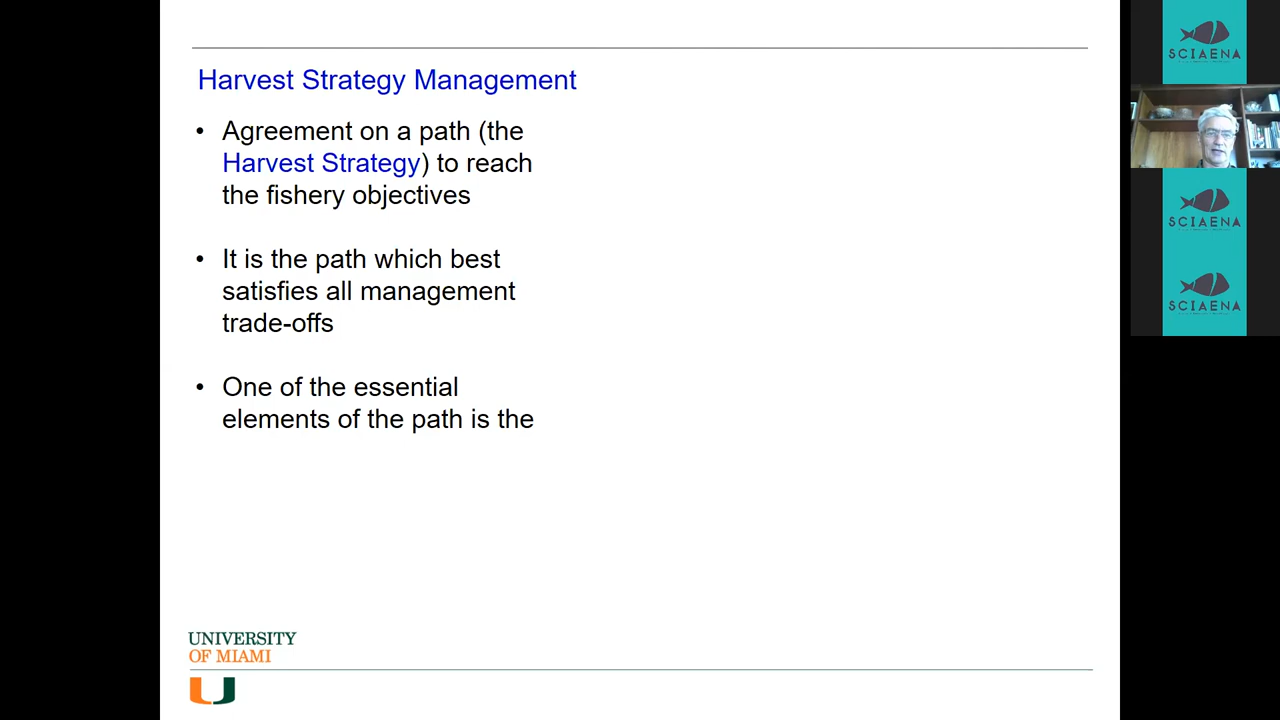 Harvest Strategy Management
• Agreement on a path (the
Harvest Strategy) to reach
the fishery objectives
• It is the path which best
satisfies all management
trade-offs
• One of the essential
elements of the path is the
UNIVERSITY
OF MIAMI
SCIAENA
SCIAENA
SCIAENA